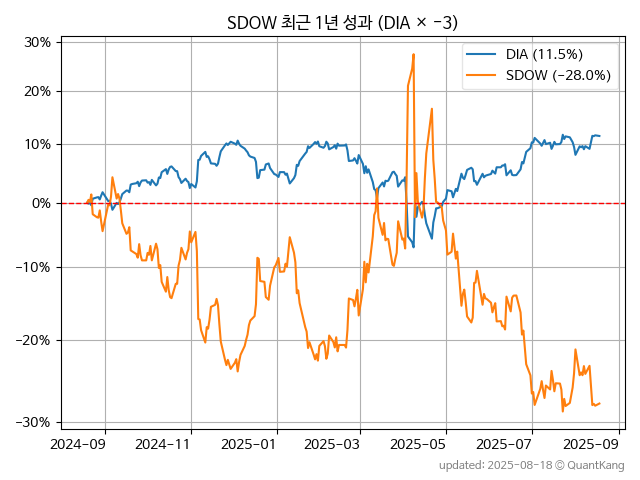 SDOW 최근 1년 성과 (DIA × -3)
DIA (11.5%)
SDOW (-28.0%)
30%
20%
10%
0%
-10%
-20%
-30%
2024-09 2024-11 2025-01 2025-03 2025-05 2025-07 2025-09
updated: 2025-08-18 © QuantKang